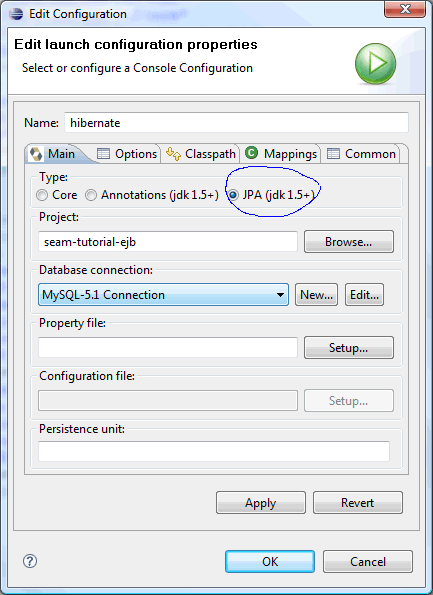 Edit Configuration
Edit launch configuration properties
Select or configure a Console Configuration
Name: hibernate
Main Options Classpath Mappings Common
Type:
Core Annotations (jdk 1.5+) JPA (jdk 1.5+)
Project:
seam-tutorial-ejb Browse...
Database connection:
MySQL-5.1 Connection New... Edit...
Property file:
Setup...
Configuration file:
Setup...
Persistence unit:
Apply Revert
OK Cancel